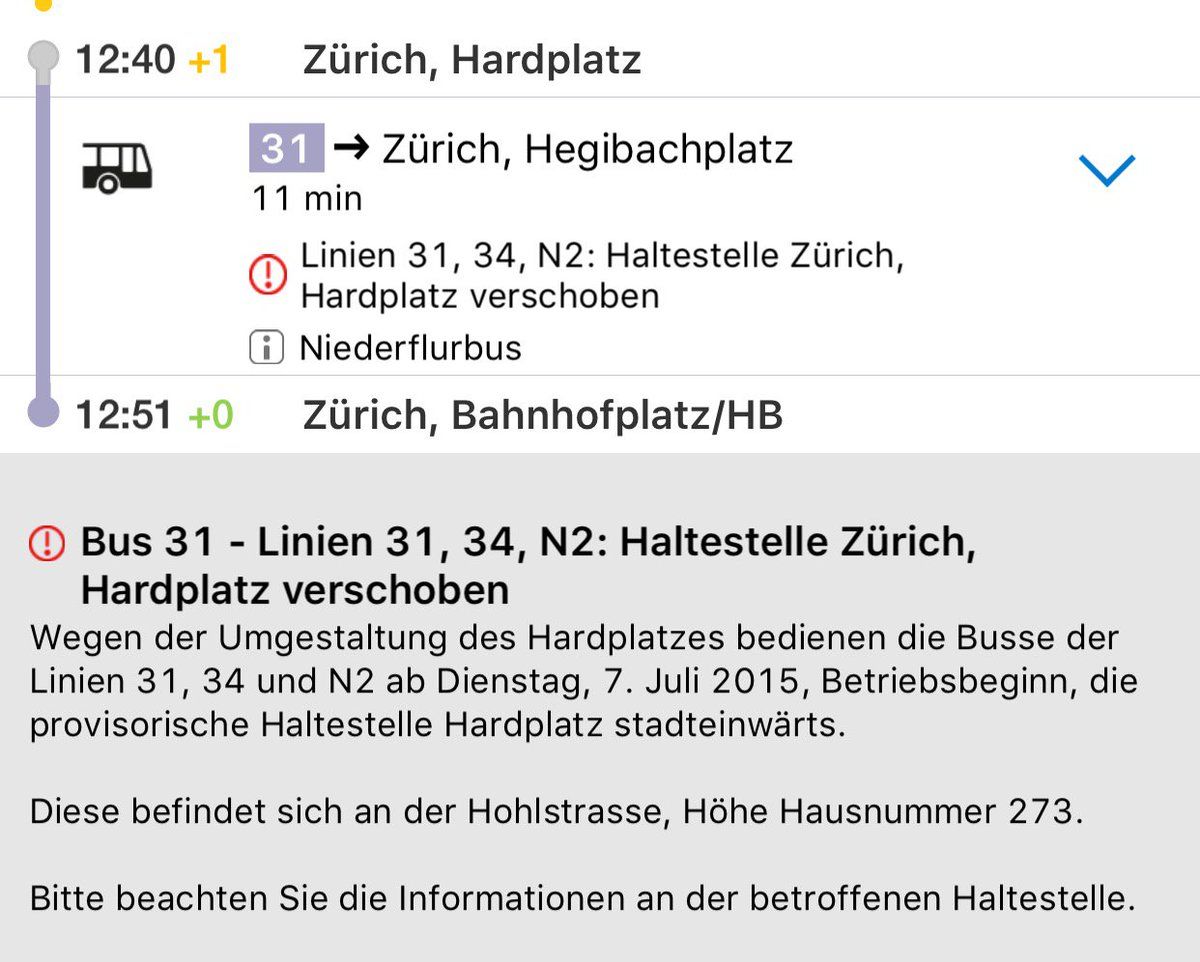 12:40 +1 Zürich, Hardplatz
31 → Zürich, Hegibachplatz
11 min
Linien 31, 34, N2: Haltestelle Zürich,
Hardplatz verschoben
Niederflurbus
12:51 +0 Zürich, Bahnhofplatz/HB
Bus 31 - Linien 31, 34, N2: Haltestelle Zürich,
Hardplatz verschoben
Wegen der Umgestaltung des Hardplatzes bedienen die Busse der
Linien 31, 34 und N2 ab Dienstag, 7. Juli 2015, Betriebsbeginn, die
provisorische Haltestelle Hardplatz stadteinwärts.
Diese befindet sich an der Hohlstrasse, Höhe Hausnummer 273.
Bitte beachten Sie die Informationen an der betroffenen Haltestelle.